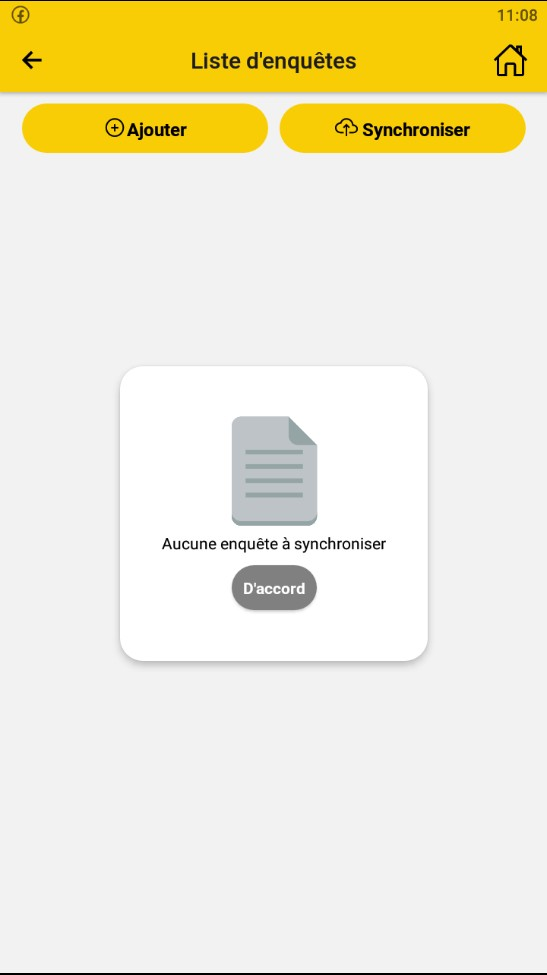 11:08
Liste d'enquêtes
Ajouter
Synchroniser
Aucune enquête à synchroniser
D'accord